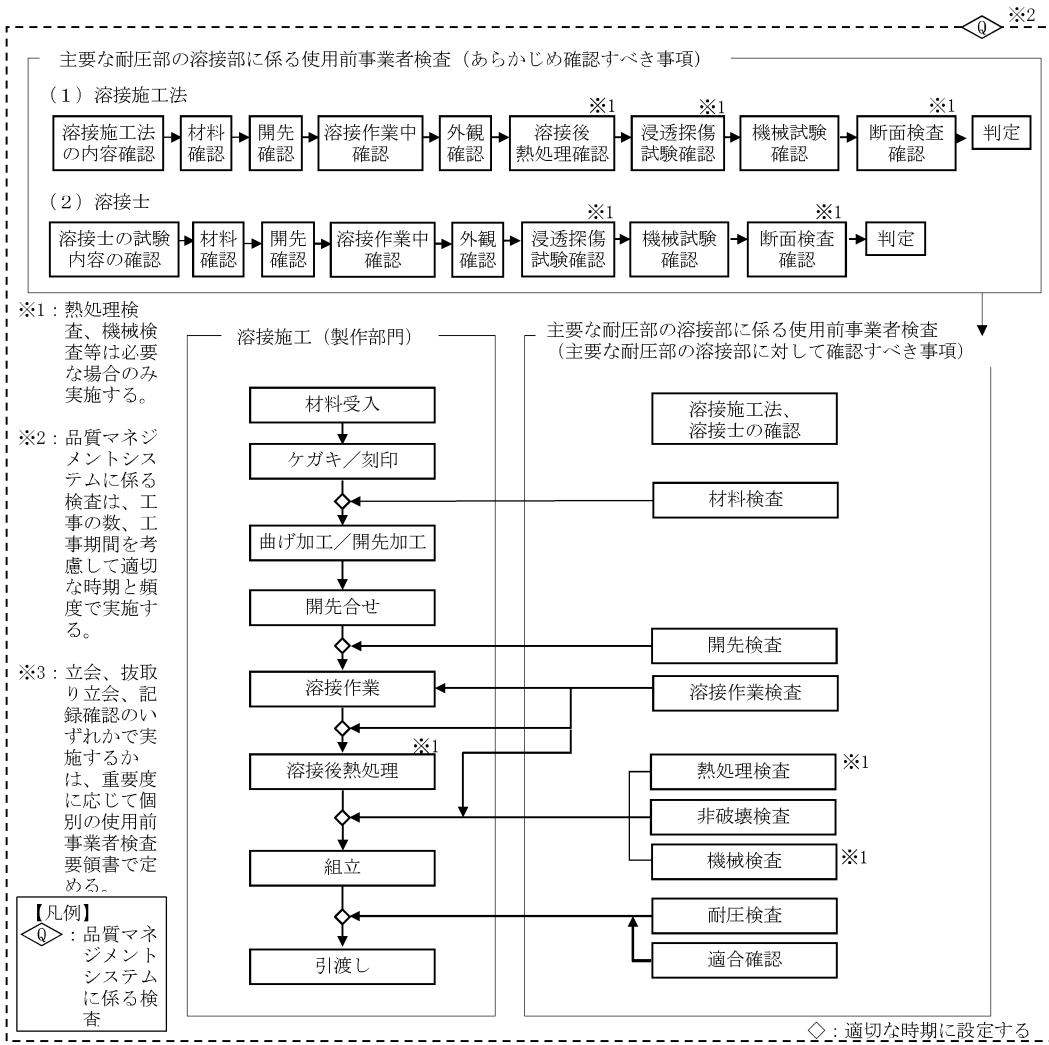 Q ※2
主要な耐圧部の溶接部に係る使用前事業者検査（あらかじめ確認すべき事項）
（１）溶接施工法
溶接施工法
の内容確認
材料
確認
開先
確認
溶接作業中
確認
外観
確認
※1
溶接後
熱処理確認
※1
浸透探傷
試験確認
機械試験
確認
※1
断面検査
確認
判定
（２）溶接士
溶接士の試験
内容の確認
材料
確認
開先
確認
溶接作業中
確認
外観
確認
※1
浸透探傷
試験確認
機械試験
確認
※1
断面検査
確認
判定
※1：熱処理検
査、機械検
査等は必要
な場合のみ
実施する。
※2：品質マネジ
メントシス
テムに係る
検査は、工
事の数、工
事期間を考
慮して適切
な時期と頻
度で実施す
る。
※3：立会、抜取
り立会、記
録確認のい
ずれかで実
施するか
は、重要度
に応じて個
別の使用前
事業者検査
要領書で定
める。
【凡例】
Q：品質マネ
ジメント
システム
に係る検
査
溶接施工（製作部門）
材料受入
ケガキ／刻印
曲げ加工／開先加工
開先合せ
溶接作業
※1
溶接後熱処理
組立
引渡し
主要な耐圧部の溶接部に係る使用前事業者検査
（主要な耐圧部の溶接部に対して確認すべき事項）
溶接施工法、
溶接士の確認
材料検査
開先検査
溶接作業検査
熱処理検査 ※1
非破壊検査
機械検査 ※1
耐圧検査
適合確認
◇：適切な時期に設定する